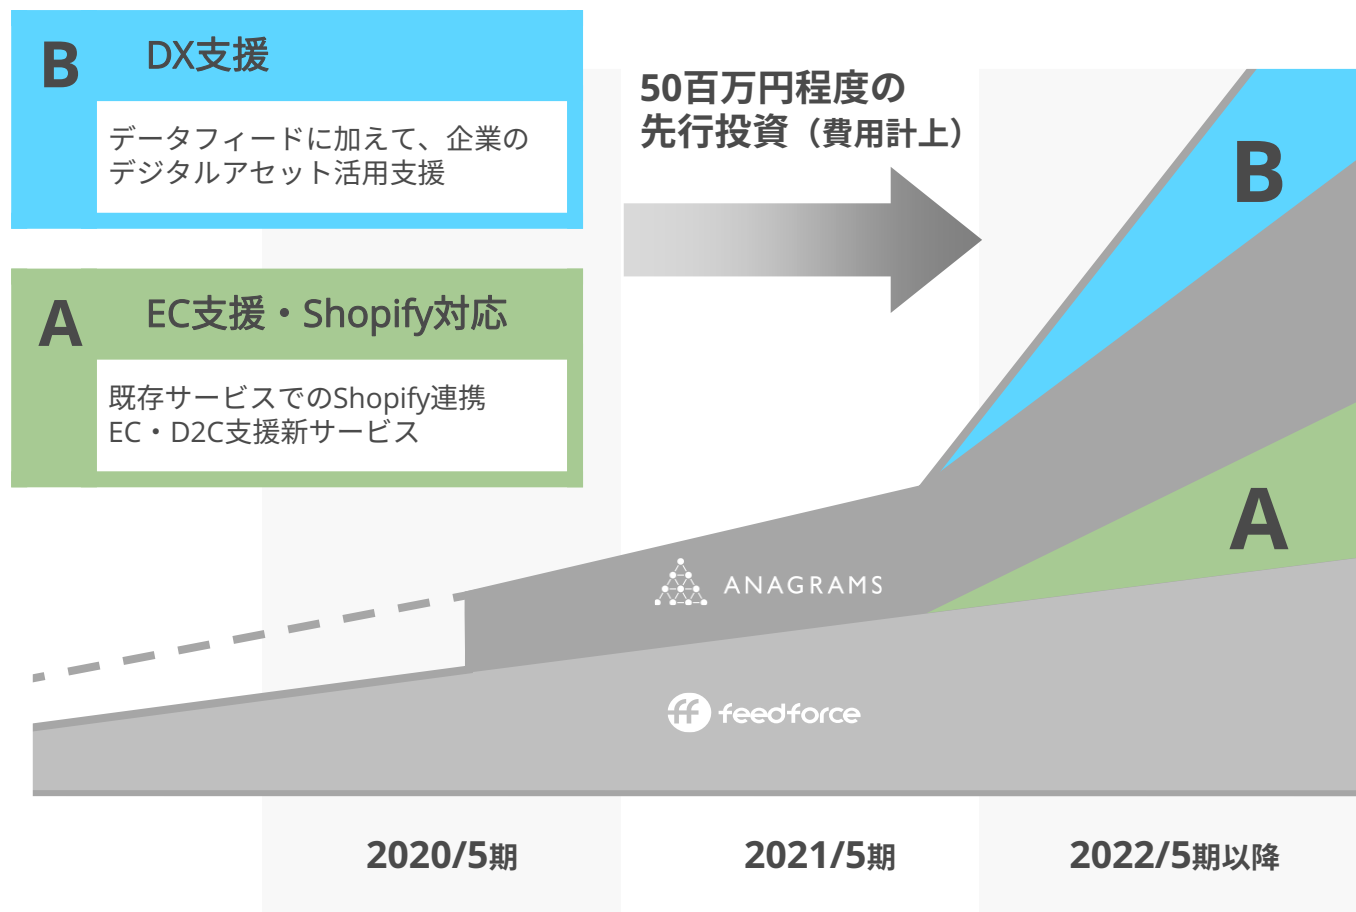 B
DX支援
データフィードに加えて、企業の
デジタルアセット活用支援
A
EC支援・Shopify対応
既存サービスでのShopify連携
EC・D2C支援新サービス
50百万円程度の
先行投資（費用計上）
B
A
ANAGRAMS
ff feedforce
2020/5期
2021/5期
2022/5期以降